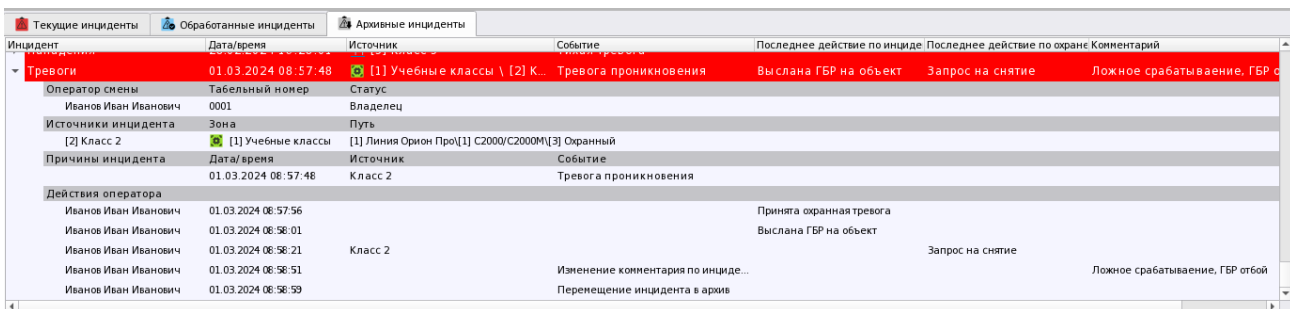 Текущие инциденты Обработанные инциденты Архивные инциденты
Инцидент Дата/время Источник Событие Последнее действие по инциде Последнее действие по охране Комментарий
Тревоги 01.03.2024 08:57:48 [1] Учебные классы \ [2] К... Тревога проникновения Выслана ГБР на объект Запрос на снятие Ложное срабатываение, ГБР о
Оператор смены Табельный номер Статус
Иванов Иван Иванович 0001 Владелец
Источники инцидента Зона Путь
[2] Класс 2 [1] Учебные классы [1] Линия Орион Про\[1] С2000/С2000М\[3] Охранный
Причины инцидента Дата/время Источник Событие
01.03.2024 08:57:48 Класс 2 Тревога проникновения
Действия оператора
Иванов Иван Иванович 01.03.2024 08:57:56 Принята охранная тревога
Иванов Иван Иванович 01.03.2024 08:58:01 Выслана ГБР на объект
Иванов Иван Иванович 01.03.2024 08:58:21 Класс 2 Запрос на снятие
Иванов Иван Иванович 01.03.2024 08:58:51 Изменение комментария по инциде... Ложное срабатываение, ГБР отбой
Иванов Иван Иванович 01.03.2024 08:58:59 Перемещение инцидента в архив